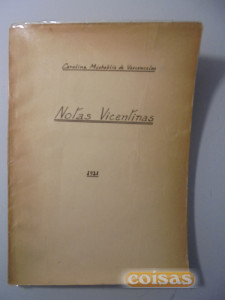 Carolina Michaëlis de Vasconcelos
Notas Vicentinas
coisas